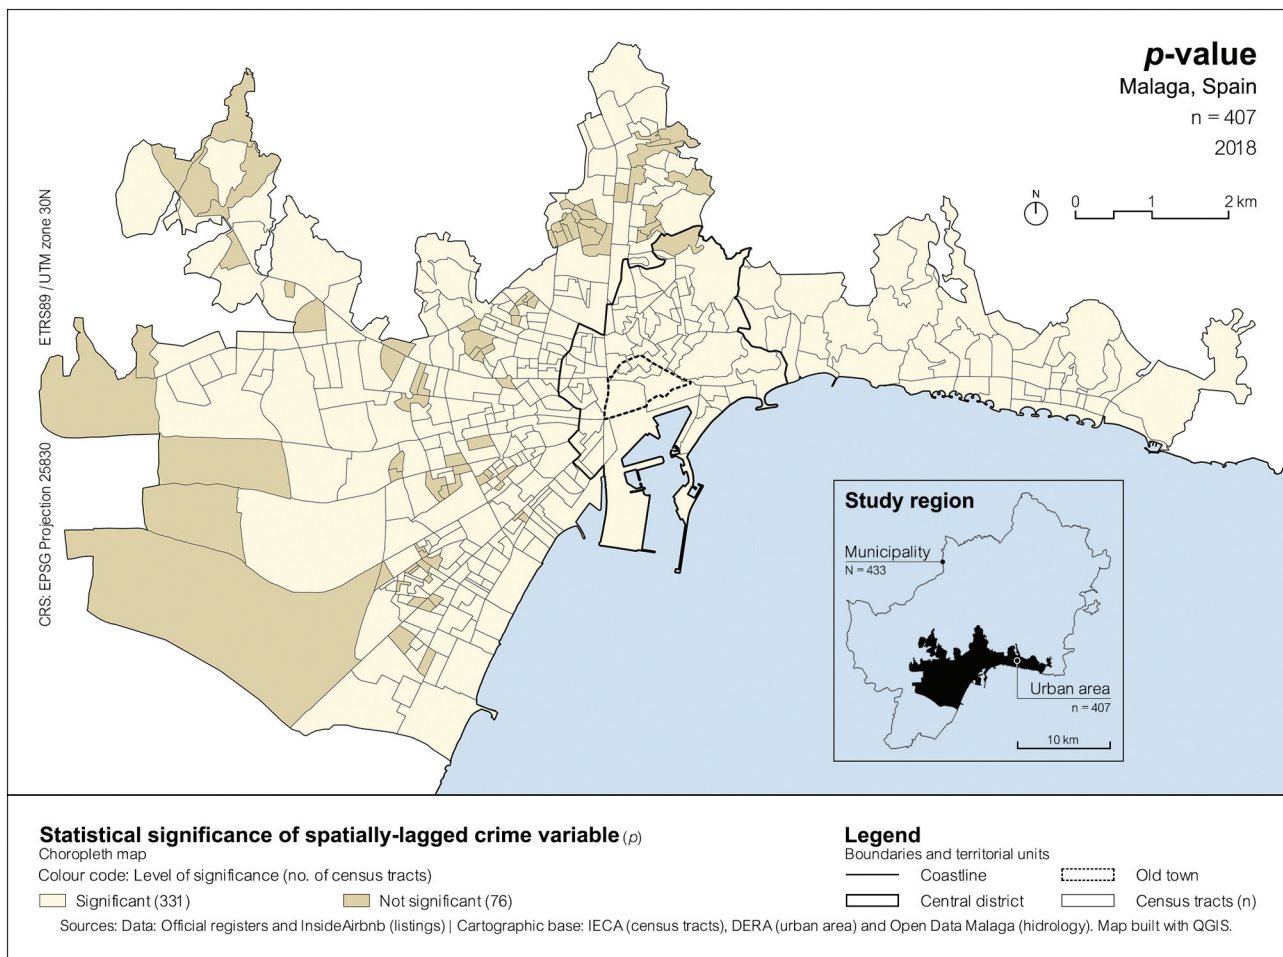 p-value
Malaga, Spain
n = 407
2018
N
0 1 2 km
ETRS89 / UTM zone 30N
CRS: EPSG Projection 25830
Study region
Municipality
N = 433
Urban area
n = 407
10 km
Statistical significance of spatially-lagged crime variable (p)
Choropleth map
Colour code: Level of significance (no. of census tracts)
Significant (331) Not significant (76)
Legend
Boundaries and territorial units
Coastline Old town
Central district Census tracts (n)
Sources: Data: Official registers and InsideAirbnb (listings) | Cartographic base: IECA (census tracts), DERA (urban area) and Open Data Malaga (hidrology). Map built with QGIS.